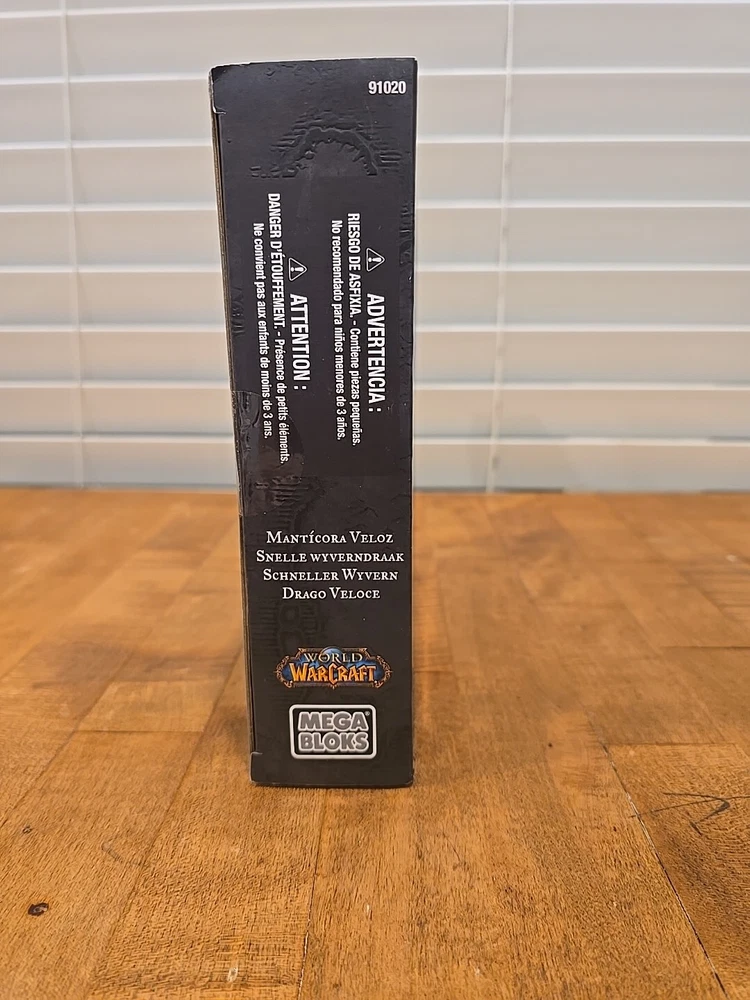 91020
ADVERTENCIA :
RIESGO DE ASFIXIA. - Contiene piezas pequeñas.
No recomendado para niños menores de 3 años.
ATTENTION :
DANGER D'ÉTOUFFEMENT. - Présence de petits éléments.
Ne convient pas aux enfants de moins de 3 ans.
MANTÍCORA VELOZ
SNELLE WYVERNDRAAK
SCHNELLER WYVERN
DRAGO VELOCE
WORLD
WARCRAFT
MEGA
BLOKS